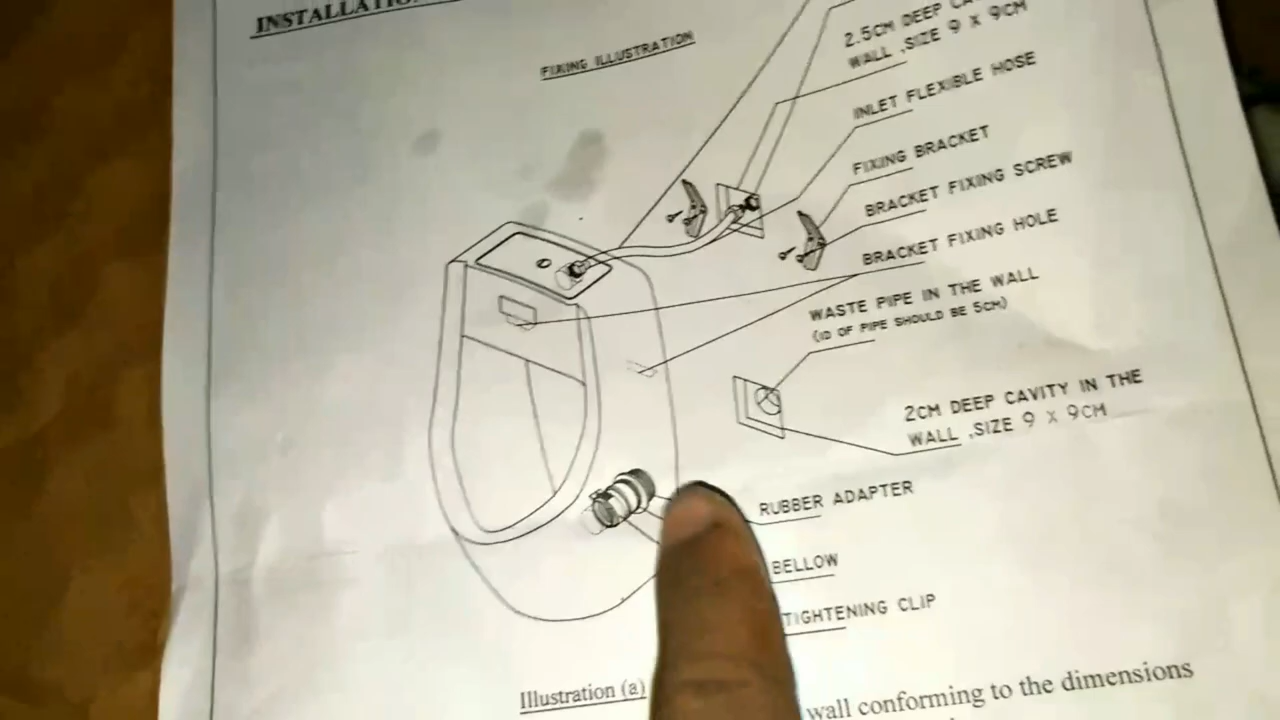 INSTALLATION
FIXING ILLUSTRATION
2.5CM DEEP
WALL ,SIZE 9 X 9CM
INLET FLEXIBLE HOSE
FIXING BRACKET
BRACKET FIXING SCREW
BRACKET FIXING HOLE
WASTE PIPE IN THE WALL
(ID OF PIPE SHOULD BE 5CM)
2CM DEEP CAVITY IN THE
WALL ,SIZE 9 X 9CM
RUBBER ADAPTER
BELLOW
TIGHTENING CLIP
Illustration (a)
wall conforming to the dimensions